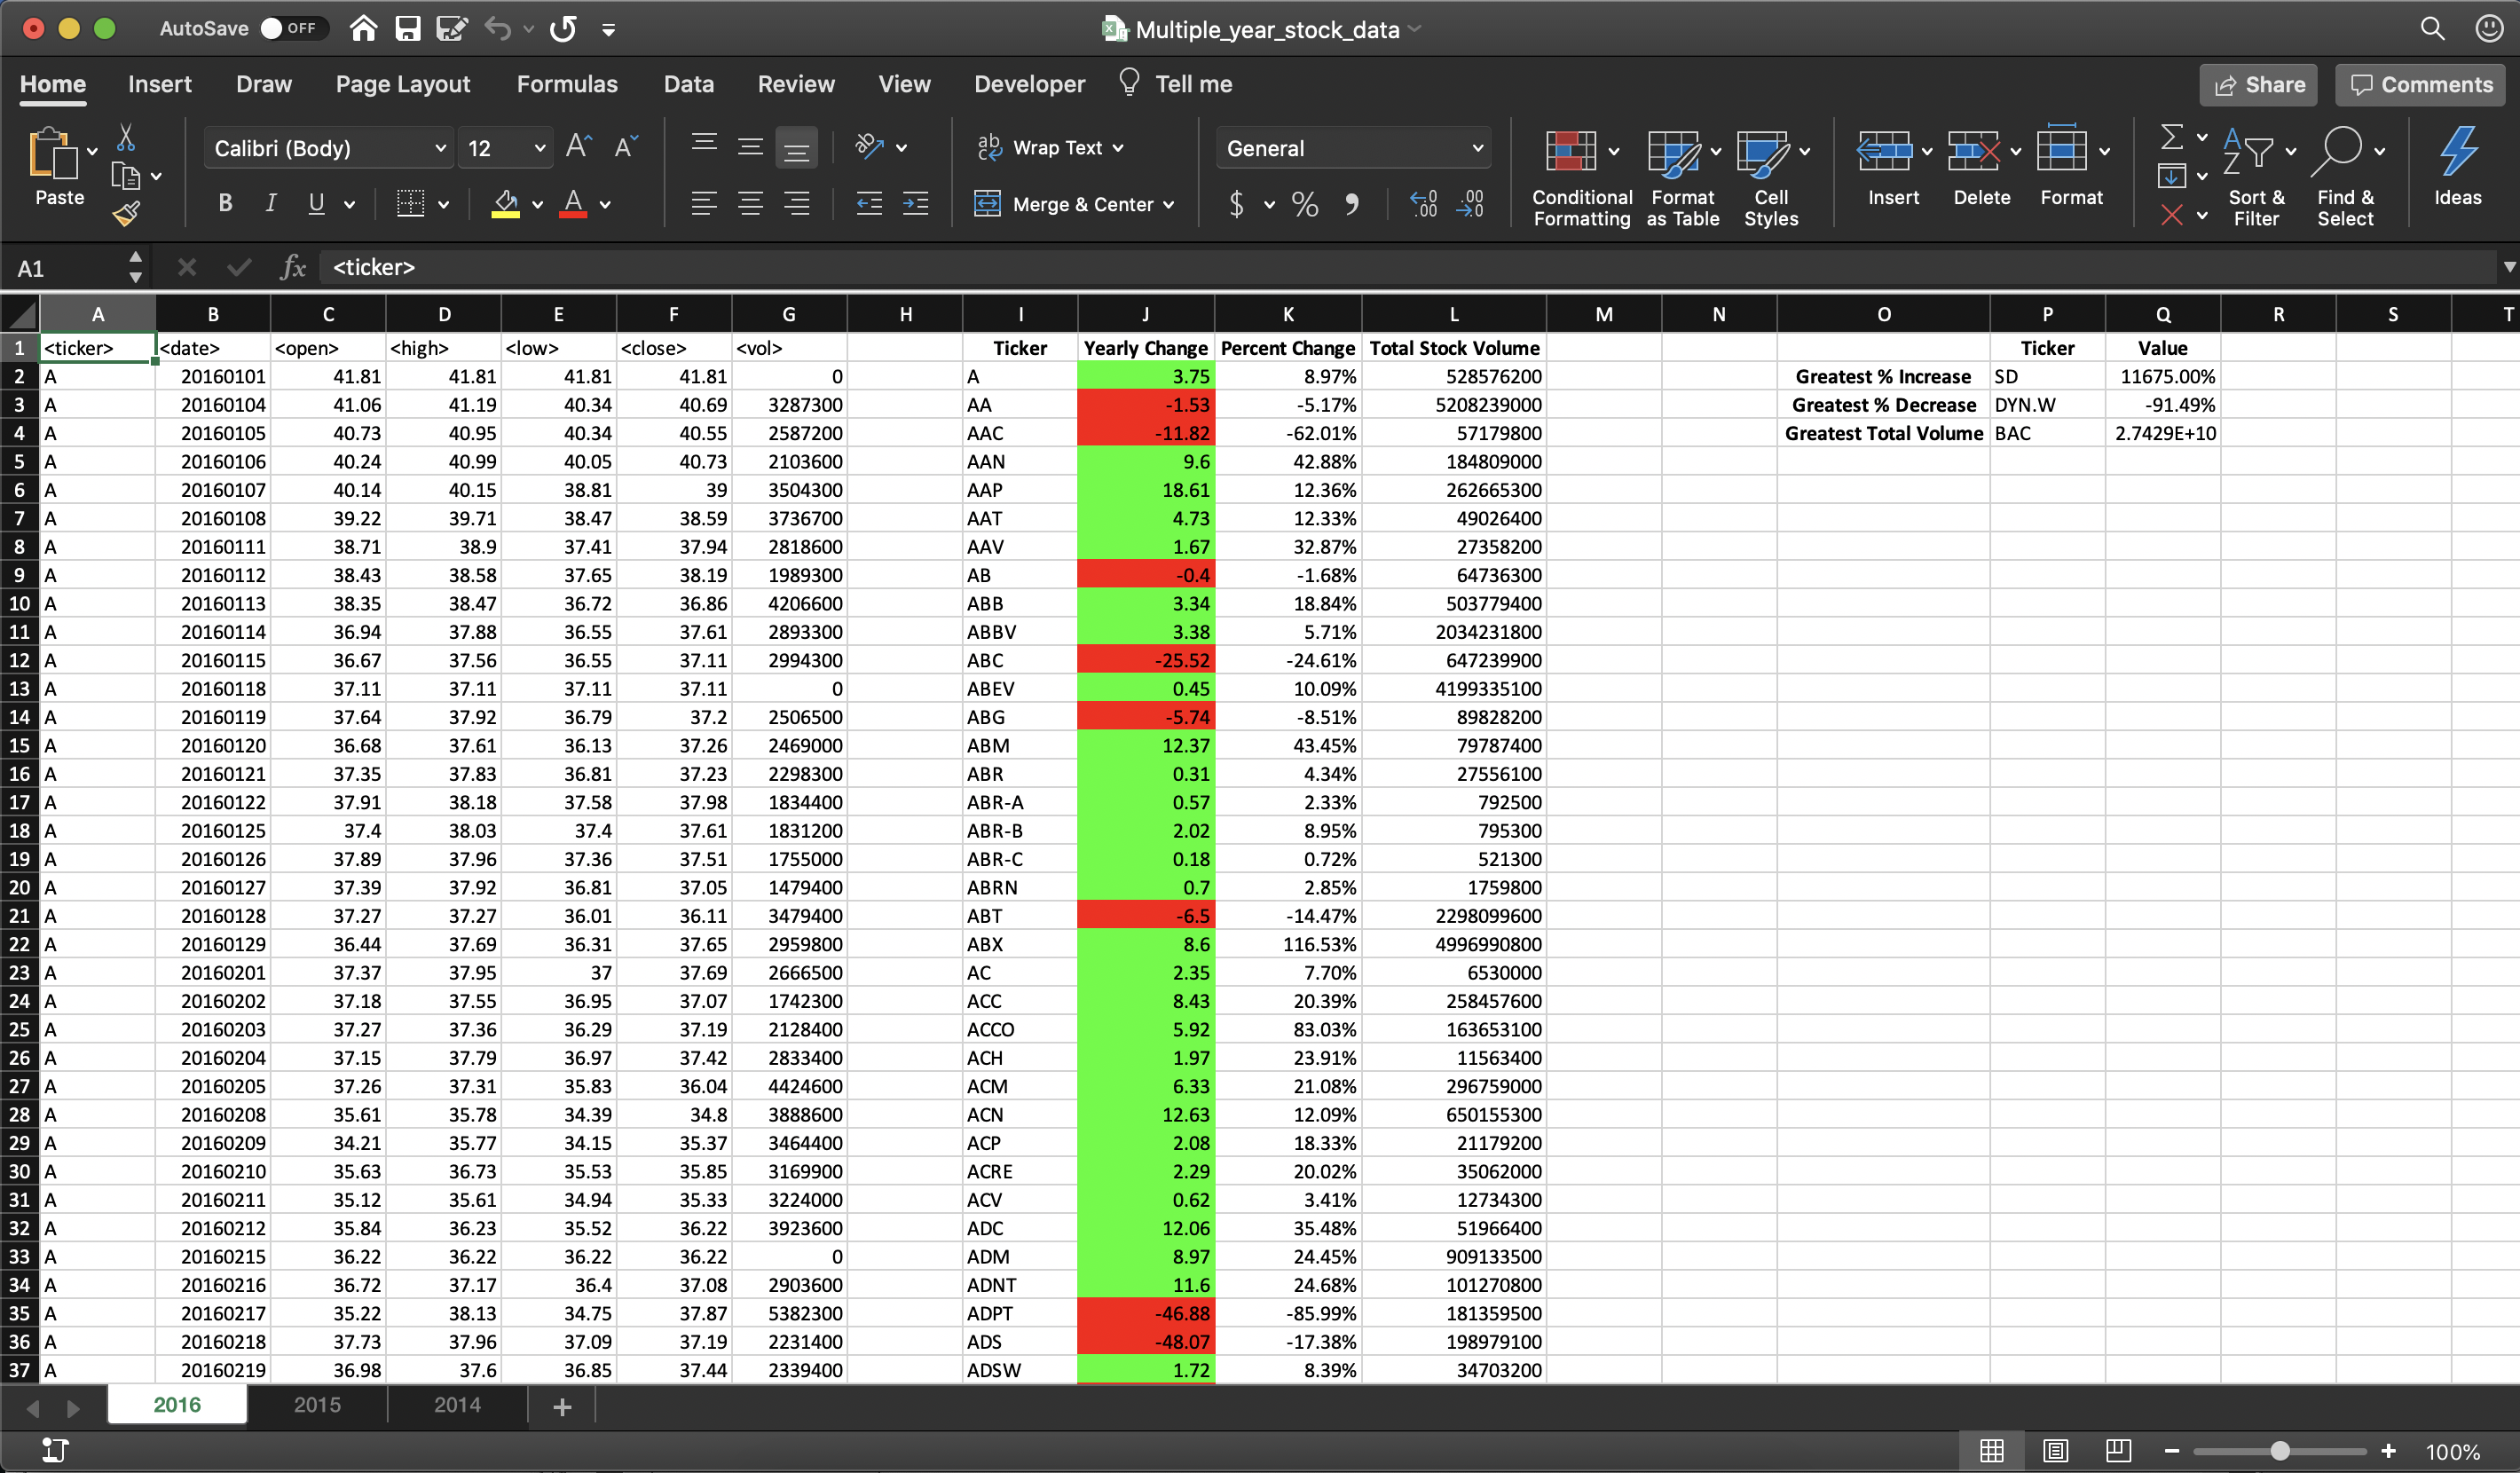 AutoSave OFF Multiple_year_stock_data
Home Insert Draw Page Layout Formulas Data Review View Developer Tell me Share Comments
Paste Calibri (Body) 12 A A ab c Wrap Text General Conditional Formatting Format as Table Cell Styles Insert Delete Format Sort & Filter Find & Select Ideas
B I U A Merge & Center $ % , .00 .00
A1 fx <ticker>
A B C D E F G H I J K L M N O P Q R S T
1 <ticker> <date> <open> <high> <low> <close> <vol> Ticker Yearly Change Percent Change Total Stock Volume Ticker Value
2 A 20160101 41.81 41.81 41.81 41.81 0 A 3.75 8.97% 528576200 Greatest % Increase SD 11675.00%
3 A 20160104 41.06 41.19 40.34 40.69 3287300 AA -1.53 -5.17% 5208239000 Greatest % Decrease DYN.W -91.49%
4 A 20160105 40.73 40.95 40.34 40.55 2587200 AAC -11.82 -62.01% 57179800 Greatest Total Volume BAC 2.7429E+10
5 A 20160106 40.24 40.99 40.05 40.73 2103600 AAN 9.6 42.88% 184809000
6 A 20160107 40.14 40.15 38.81 39 3504300 AAP 18.61 12.36% 262665300
7 A 20160108 39.22 39.71 38.47 38.59 3736700 AAT 4.73 12.33% 49026400
8 A 20160111 38.71 38.9 37.41 37.94 2818600 AAV 1.67 32.87% 27358200
9 A 20160112 38.43 38.58 37.65 38.19 1989300 AB -0.4 -1.68% 64736300
10 A 20160113 38.35 38.47 36.72 36.86 4206600 ABB 3.34 18.84% 503779400
11 A 20160114 36.94 37.88 36.55 37.61 2893300 ABBV 3.38 5.71% 2034231800
12 A 20160115 36.67 37.56 36.55 37.11 2994300 ABC -25.52 -24.61% 647239900
13 A 20160118 37.11 37.11 37.11 37.11 0 ABEV 0.45 10.09% 4199335100
14 A 20160119 37.64 37.92 36.79 37.2 2506500 ABG -5.74 -8.51% 89828200
15 A 20160120 36.68 37.61 36.13 37.26 2469000 ABM 12.37 43.45% 79787400
16 A 20160121 37.35 37.83 36.81 37.23 2298300 ABR 0.31 4.34% 27556100
17 A 20160122 37.91 38.18 37.58 37.98 1834400 ABR-A 0.57 2.33% 792500
18 A 20160125 37.4 38.03 37.4 37.61 1831200 ABR-B 2.02 8.95% 795300
19 A 20160126 37.89 37.96 37.36 37.51 1755000 ABR-C 0.18 0.72% 521300
20 A 20160127 37.39 37.92 36.81 37.05 1479400 ABRN 0.7 2.85% 1759800
21 A 20160128 37.27 37.27 36.01 36.11 3479400 ABT -6.5 -14.47% 2298099600
22 A 20160129 36.44 37.69 36.31 37.65 2959800 ABX 8.6 116.53% 4996990800
23 A 20160201 37.37 37.95 37 37.69 2666500 AC 2.35 7.70% 6530000
24 A 20160202 37.18 37.55 36.95 37.07 1742300 ACC 8.43 20.39% 258457600
25 A 20160203 37.27 37.36 36.29 37.19 2128400 ACCO 5.92 83.03% 163653100
26 A 20160204 37.15 37.79 36.97 37.42 2833400 ACH 1.97 23.91% 11563400
27 A 20160205 37.26 37.31 35.83 36.04 4424600 ACM 6.33 21.08% 296759000
28 A 20160208 35.61 35.78 34.39 34.8 3888600 ACN 12.63 12.09% 650155300
29 A 20160209 34.21 35.77 34.15 35.37 3464400 ACP 2.08 18.33% 21179200
30 A 20160210 35.63 36.73 35.53 35.85 3169900 ACRE 2.29 20.02% 35062000
31 A 20160211 35.12 35.61 34.94 35.33 3224000 ACV 0.62 3.41% 12734300
32 A 20160212 35.84 36.23 35.52 36.22 3923600 ADC 12.06 35.48% 51966400
33 A 20160215 36.22 36.22 36.22 36.22 0 ADM 8.97 24.45% 909133500
34 A 20160216 36.72 37.17 36.4 37.08 2903600 ADNT 11.6 24.68% 101270800
35 A 20160217 35.22 38.13 34.75 37.87 5382300 ADPT -46.88 -85.99% 181359500
36 A 20160218 37.73 37.96 37.09 37.19 2231400 ADS -48.07 -17.38% 198979100
37 A 20160219 36.98 37.6 36.85 37.44 2339400 ADSW 1.72 8.39% 34703200
2016 2015 2014 +
100%